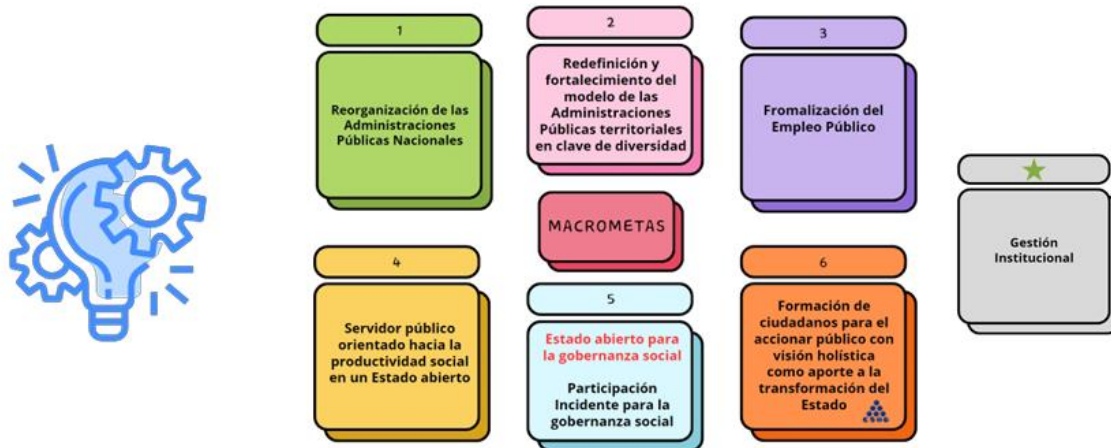 1
Reorganización de las
Administraciones
Públicas Nacionales
2
Redefinición y
fortalecimiento del
modelo de las
Administraciones
Públicas territoriales
en clave de diversidad
3
Fromalización del
Empleo Público
MACROMETAS
4
Servidor público
orientado hacia la
productividad social
en un Estado abierto
5
Estado abierto para
la gobernanza social
Participación
Incidente para la
gobernanza social
6
Formación de
ciudadanos para el
accionar público con
visión holística
como aporte a la
transformación del
Estado
Gestión
Institucional